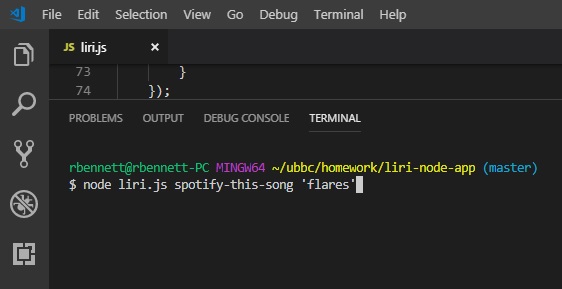 File Edit Selection View Go Debug Terminal Help
JS liri.js ×
73 }
74 });
PROBLEMS OUTPUT DEBUG CONSOLE TERMINAL
rbennett@rbennett-PC MINGW64 ~/ubbc/homework/liri-node-app (master)
$ node liri.js spotify-this-song 'flares'